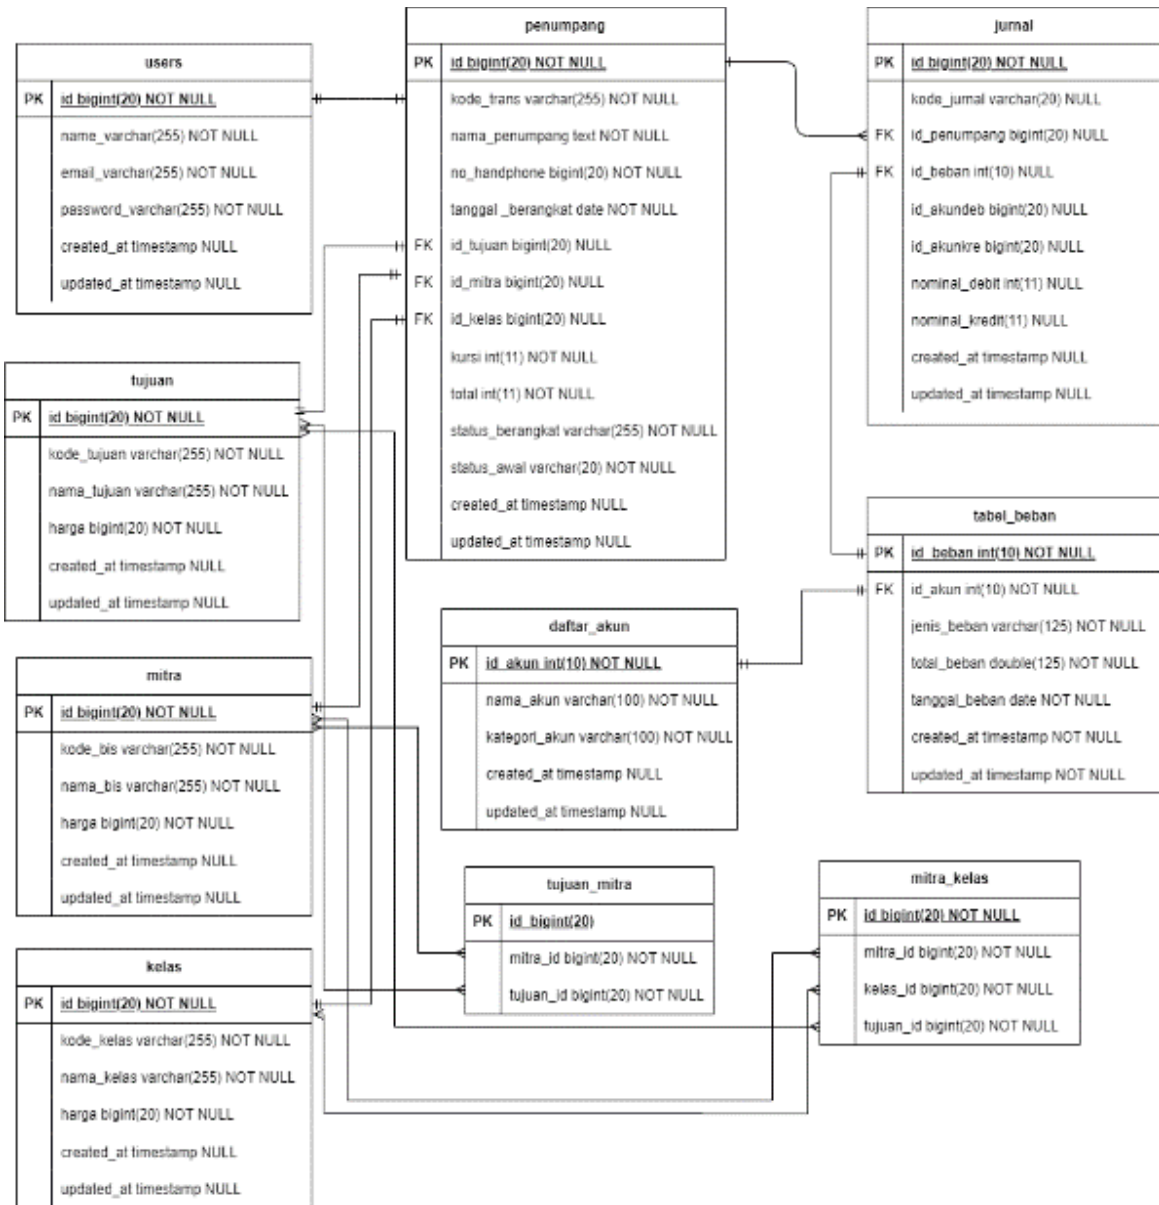 users
PK id bigint(20) NOT NULL
name_varchar(255) NOT NULL
email_varchar(255) NOT NULL
password_varchar(255) NOT NULL
created_at timestamp NULL
updated_at timestamp NULL
penumpang
PK id bigint(20) NOT NULL
kode_trans varchar(255) NOT NULL
nama_penumpang text NOT NULL
no_handphone bigint(20) NOT NULL
tanggal _berangkat date NOT NULL
FK id_tujuan bigint(20) NULL
FK id_mitra bigint(20) NULL
FK id_kelas bigint(20) NULL
kursi int(11) NOT NULL
total int(11) NOT NULL
status_berangkat varchar(255) NOT NULL
status_awal varchar(20) NOT NULL
created_at timestamp NULL
updated_at timestamp NULL
jurnal
PK id bigint(20) NOT NULL
kode_jurnal varchar(20) NULL
FK id_penumpang bigint(20) NULL
FK id_beban int(10) NULL
id_akundeb bigint(20) NULL
id_akunkre bigint(20) NULL
nominal_debit int(11) NULL
nominal_kredit(11) NULL
created_at timestamp NULL
updated_at timestamp NULL
tujuan
PK id bigint(20) NOT NULL
kode_tujuan varchar(255) NOT NULL
nama_tujuan varchar(255) NOT NULL
harga bigint(20) NOT NULL
created_at timestamp NULL
updated_at timestamp NULL
tabel_beban
PK id_beban int(10) NOT NULL
FK id_akun int(10) NOT NULL
jenis_beban varchar(125) NOT NULL
total_beban double(125) NOT NULL
tanggal_beban date NOT NULL
created_at timestamp NOT NULL
updated_at timestamp NOT NULL
daftar_akun
PK id_akun int(10) NOT NULL
nama_akun varchar(100) NOT NULL
kategori_akun varchar(100) NOT NULL
created_at timestamp NULL
updated_at timestamp NULL
mitra
PK id bigint(20) NOT NULL
kode_bis varchar(255) NOT NULL
nama_bis varchar(255) NOT NULL
harga bigint(20) NOT NULL
created_at timestamp NULL
updated_at timestamp NULL
tujuan_mitra
PK id_bigint(20)
mitra_id bigint(20) NOT NULL
tujuan_id bigint(20) NOT NULL
mitra_kelas
PK id bigint(20) NOT NULL
mitra_id bigint(20) NOT NULL
kelas_id bigint(20) NOT NULL
tujuan_id bigint(20) NOT NULL
kelas
PK id bigint(20) NOT NULL
kode_kelas varchar(255) NOT NULL
nama_kelas varchar(255) NOT NULL
harga bigint(20) NOT NULL
created_at timestamp NULL
updated_at timestamp NULL